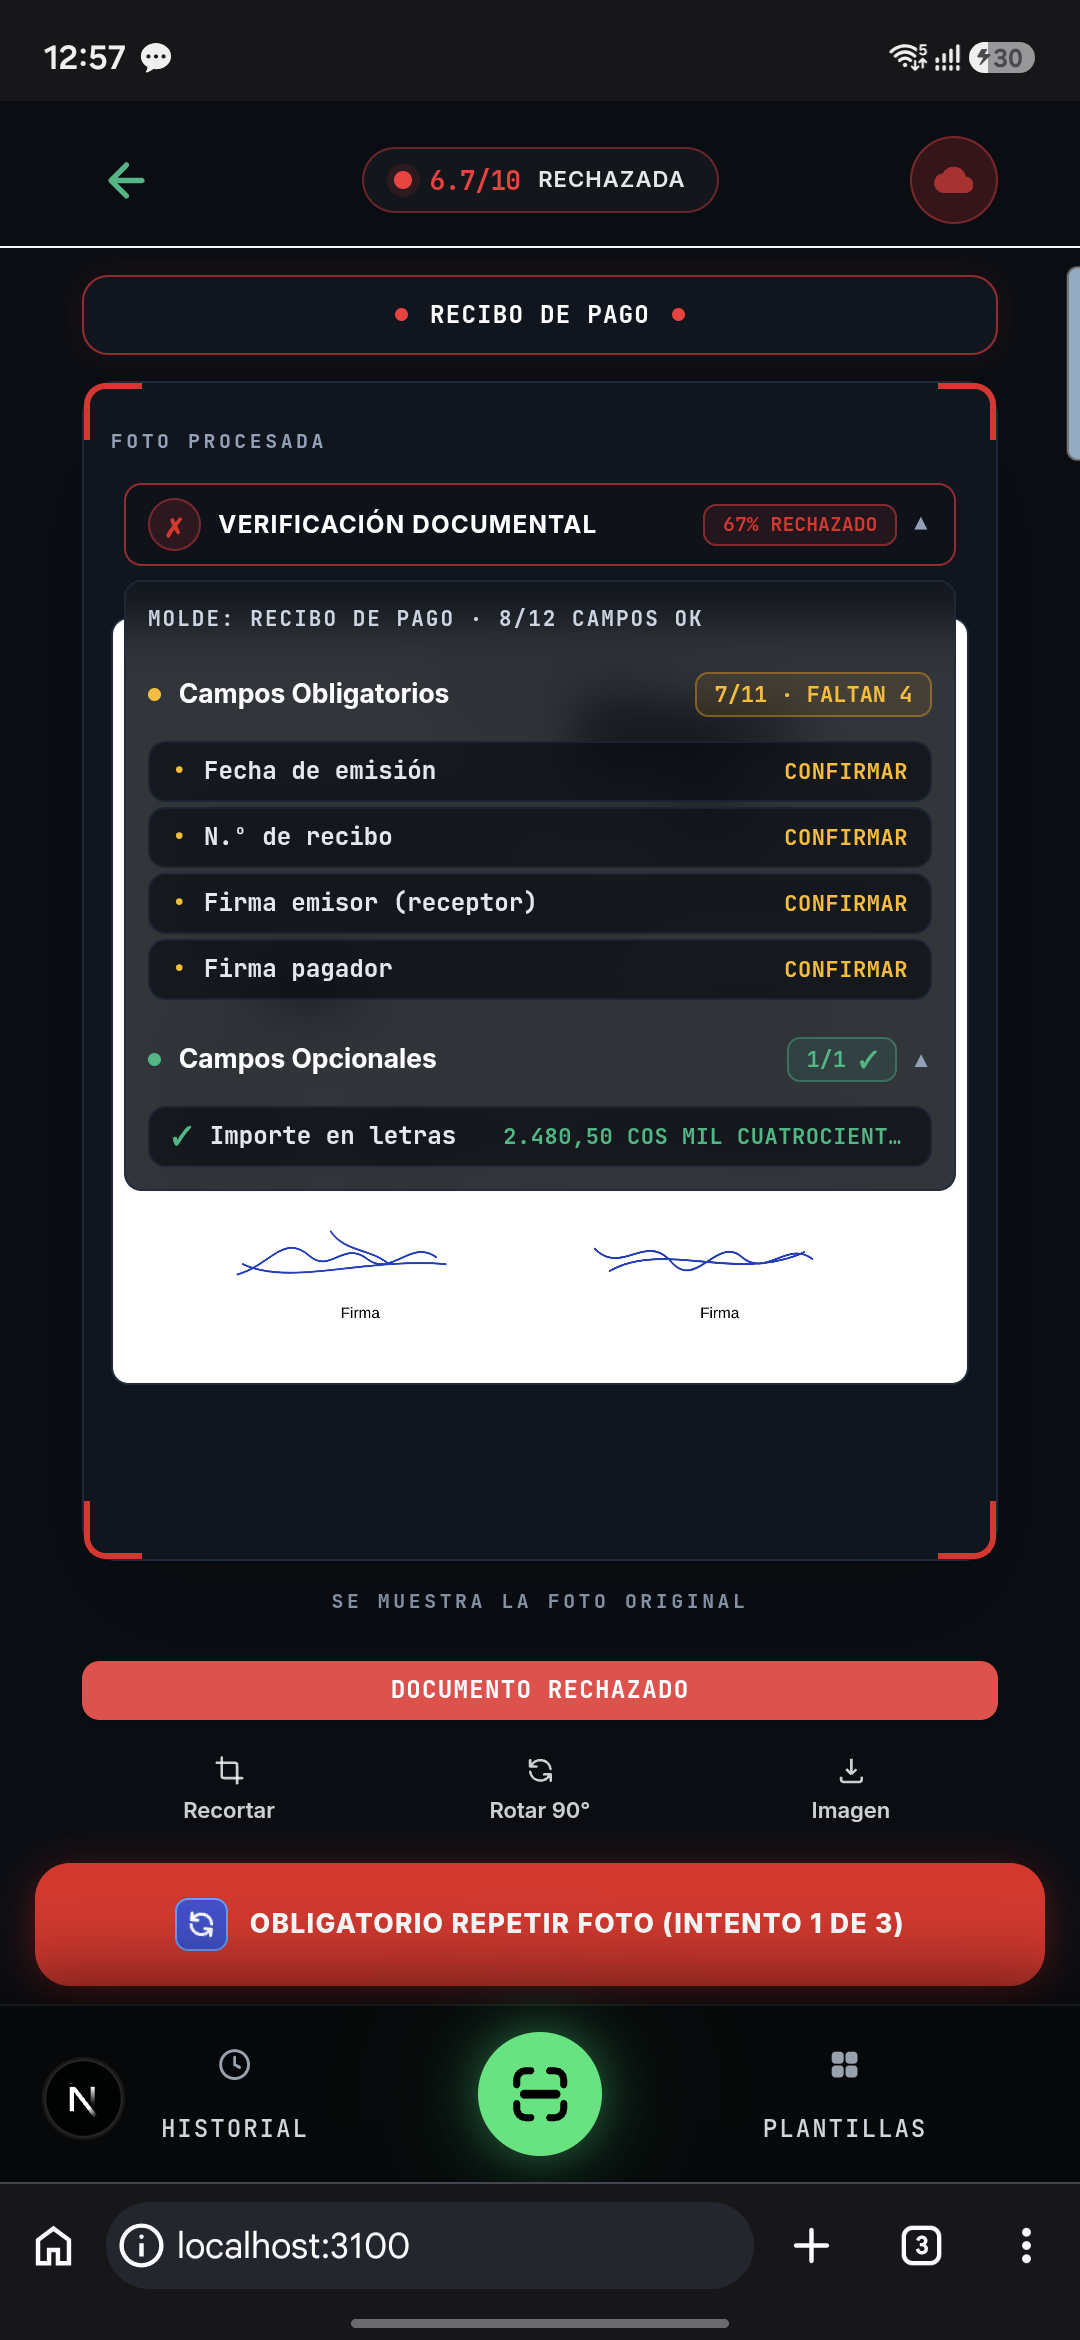 12:57
5
30
6.7/10 RECHAZADA
RECIBO DE PAGO
FOTO PROCESADA
✗ VERIFICACIÓN DOCUMENTAL 67% RECHAZADO ▲
MOLDE: RECIBO DE PAGO · 8/12 CAMPOS OK
Campos Obligatorios 7/11 · FALTAN 4
• Fecha de emisión CONFIRMAR
• N.º de recibo CONFIRMAR
• Firma emisor (receptor) CONFIRMAR
• Firma pagador CONFIRMAR
Campos Opcionales 1/1 ✓ ▲
✓ Importe en letras 2.480,50 COS MIL CUATROCIENT…
Firma Firma
SE MUESTRA LA FOTO ORIGINAL
DOCUMENTO RECHAZADO
Recortar Rotar 90° Imagen
OBLIGATORIO REPETIR FOTO (INTENTO 1 DE 3)
N HISTORIAL PLANTILLAS
localhost:3100 3